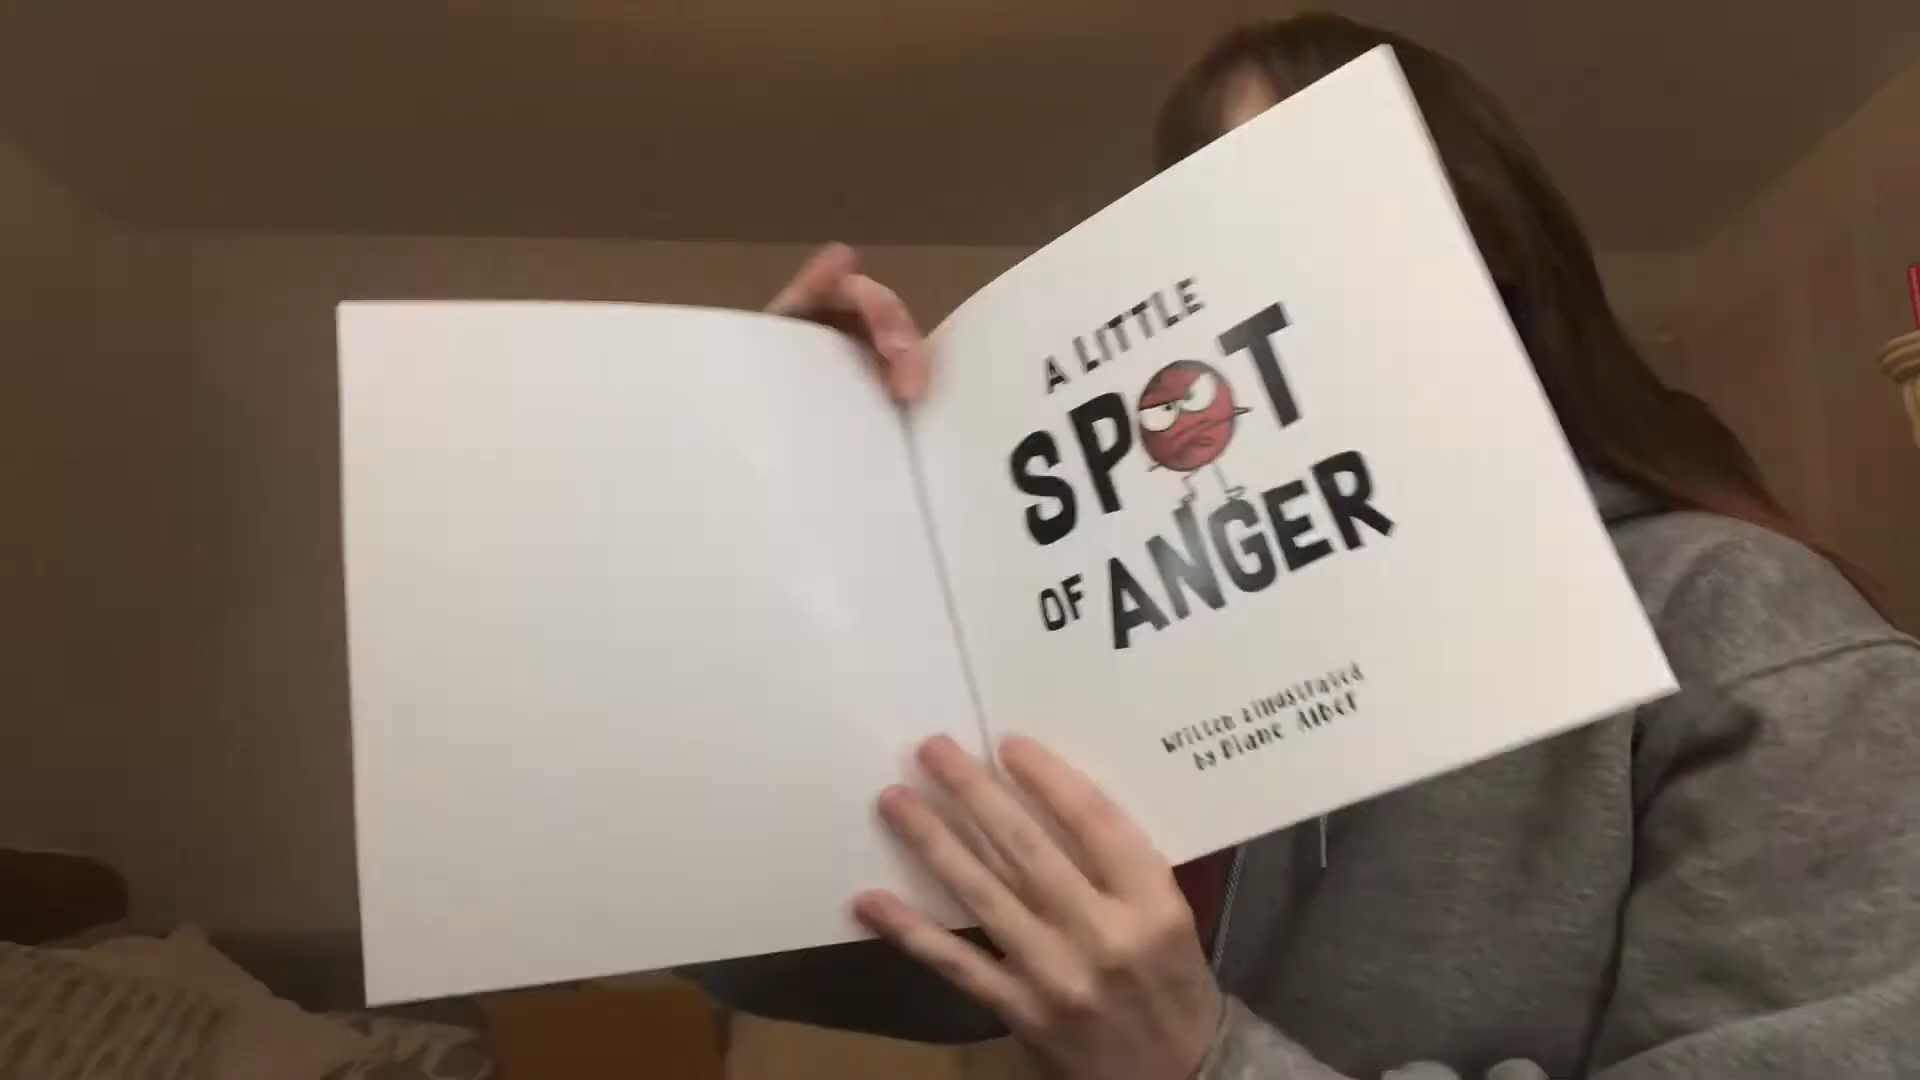 A LITTLE
SPOT
OF ANGER
Written & illustrated
by Diane Alber